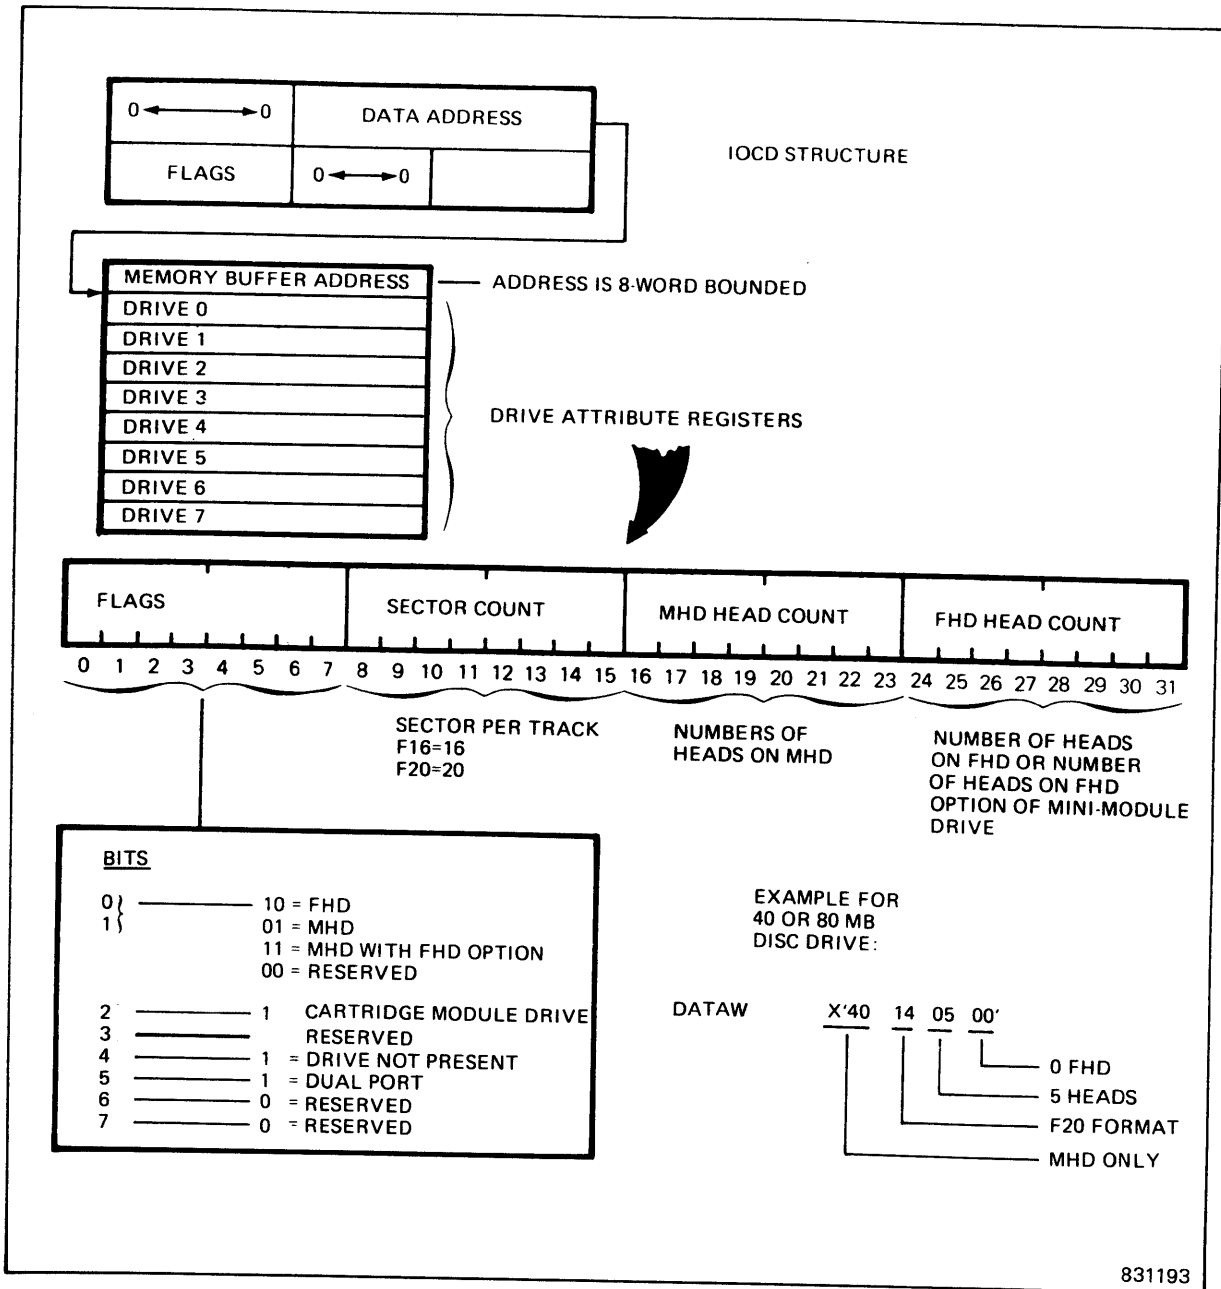 0 0 DATA ADDRESS
FLAGS 0 0
IOCD STRUCTURE
MEMORY BUFFER ADDRESS
ADDRESS IS 8-WORD BOUNDED
DRIVE 0
DRIVE 1
DRIVE 2
DRIVE 3
DRIVE 4
DRIVE 5
DRIVE 6
DRIVE 7
DRIVE ATTRIBUTE REGISTERS
FLAGS SECTOR COUNT MHD HEAD COUNT FHD HEAD COUNT
0 1 2 3 4 5 6 7 8 9 10 11 12 13 14 15 16 17 18 19 20 21 22 23 24 25 26 27 28 29 30 31
SECTOR PER TRACK
F16=16
F20=20
NUMBERS OF
HEADS ON MHD
NUMBER OF HEADS
ON FHD OR NUMBER
OF HEADS ON FHD
OPTION OF MINI-MODULE
DRIVE
BITS
0 10 = FHD
1 01 = MHD
11 = MHD WITH FHD OPTION
00 = RESERVED
2 1 CARTRIDGE MODULE DRIVE
3 RESERVED
4 1 = DRIVE NOT PRESENT
5 1 = DUAL PORT
6 0 = RESERVED
7 0 = RESERVED
EXAMPLE FOR
40 OR 80 MB
DISC DRIVE:
DATAW X'40 14 05 00'
0 FHD
5 HEADS
F20 FORMAT
MHD ONLY
831193